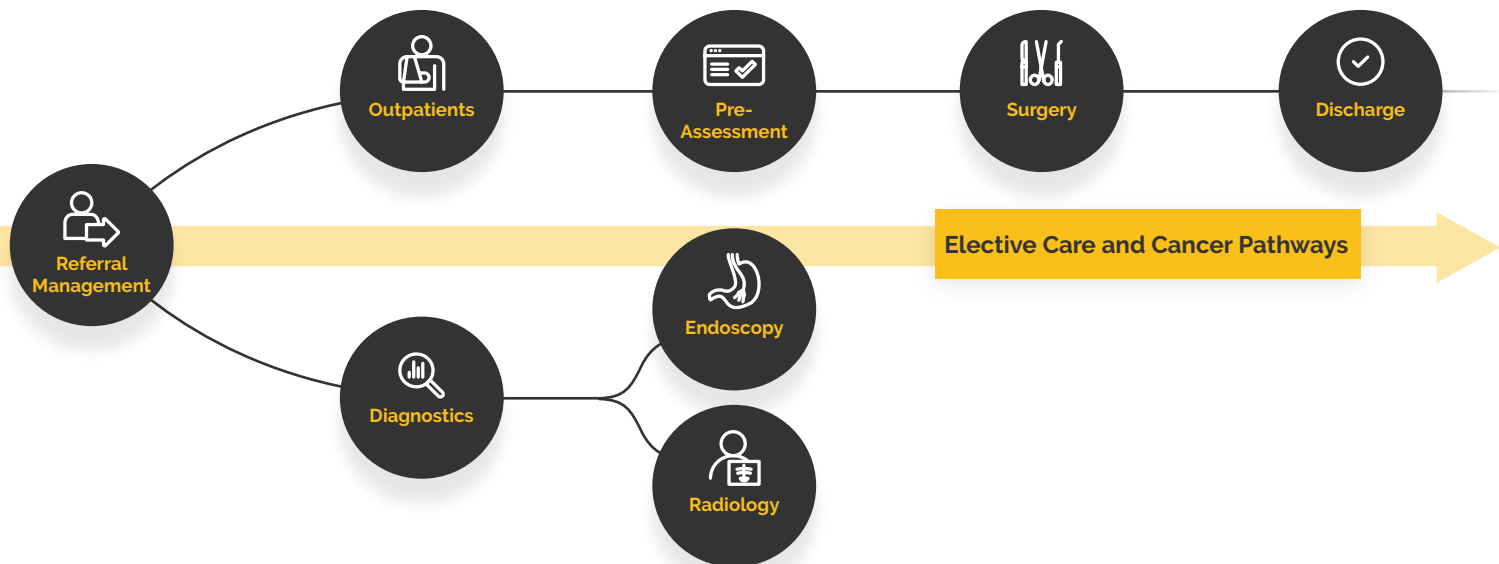 Outpatients
Pre-
Assessment
Surgery
Discharge
Referral
Management
Elective Care and Cancer Pathways
Endoscopy
Diagnostics
Radiology